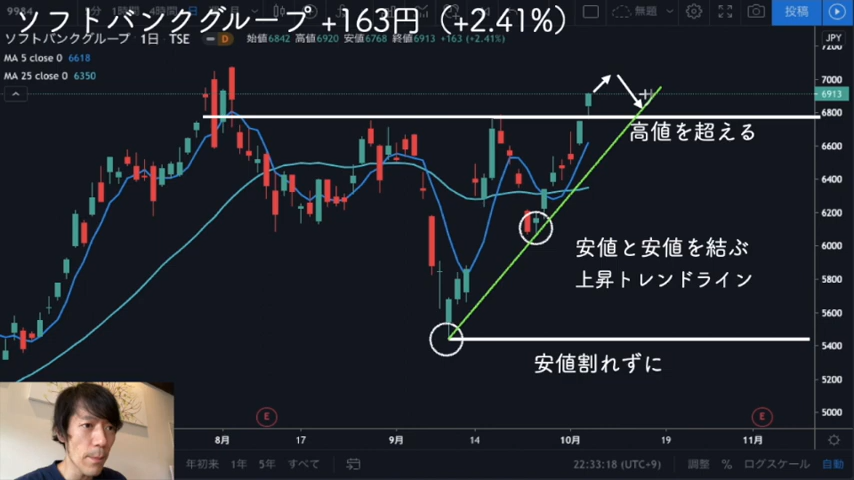 ソフトバンクグループ +163円（+2.41%）
9984
無題
投稿
ソフトバンクグループ · 1日 · TSE
D
始値6842 高値6920 安値6768 終値6913 +163 (+2.41%)
JPY
7200
MA 5 close 0 6618
MA 25 close 0 6350
7000
6913
6800
高値を超える
6600
6400
6200
安値と安値を結ぶ
上昇トレンドライン
6000
5800
5600
5400
安値割れずに
5200
5000
E
E
8月 17 9月 14 10月 19 11月
年初来 1年 5年 すべて
22:33:18 (UTC+9) 調整 % ログスケール 自動